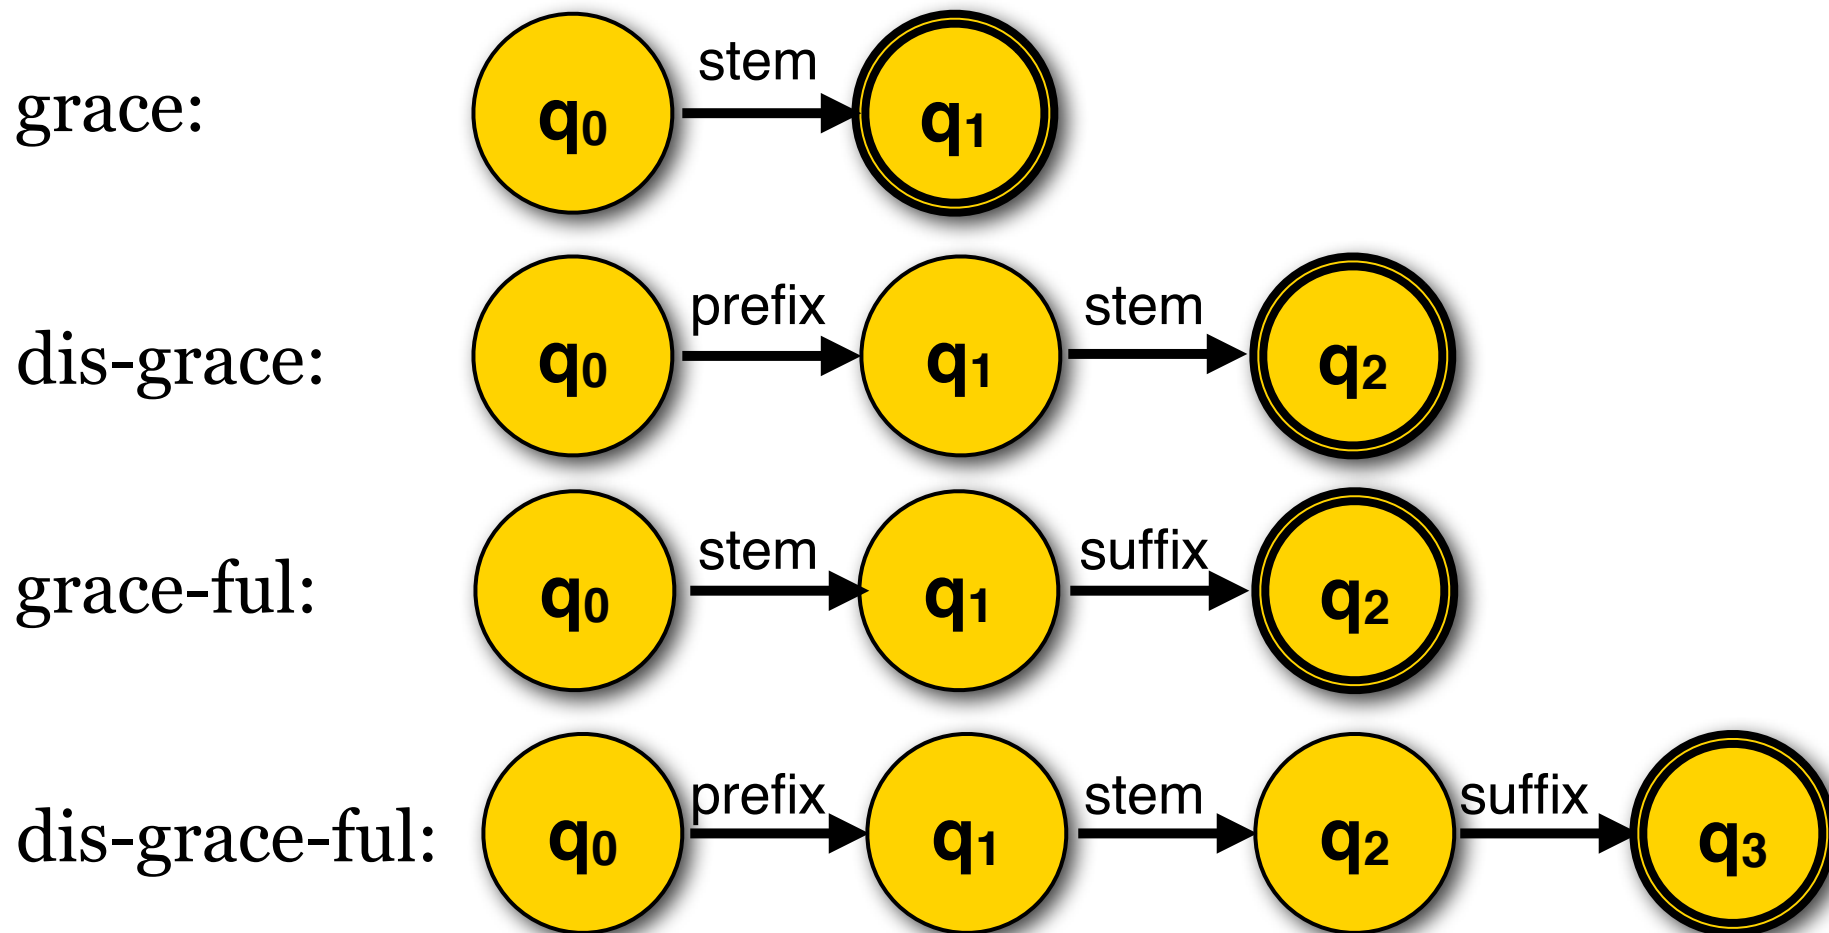 grace: q0 stem q1
dis-grace: q0 prefix q1 stem q2
grace-ful: q0 stem q1 suffix q2
dis-grace-ful: q0 prefix q1 stem q2 suffix q3